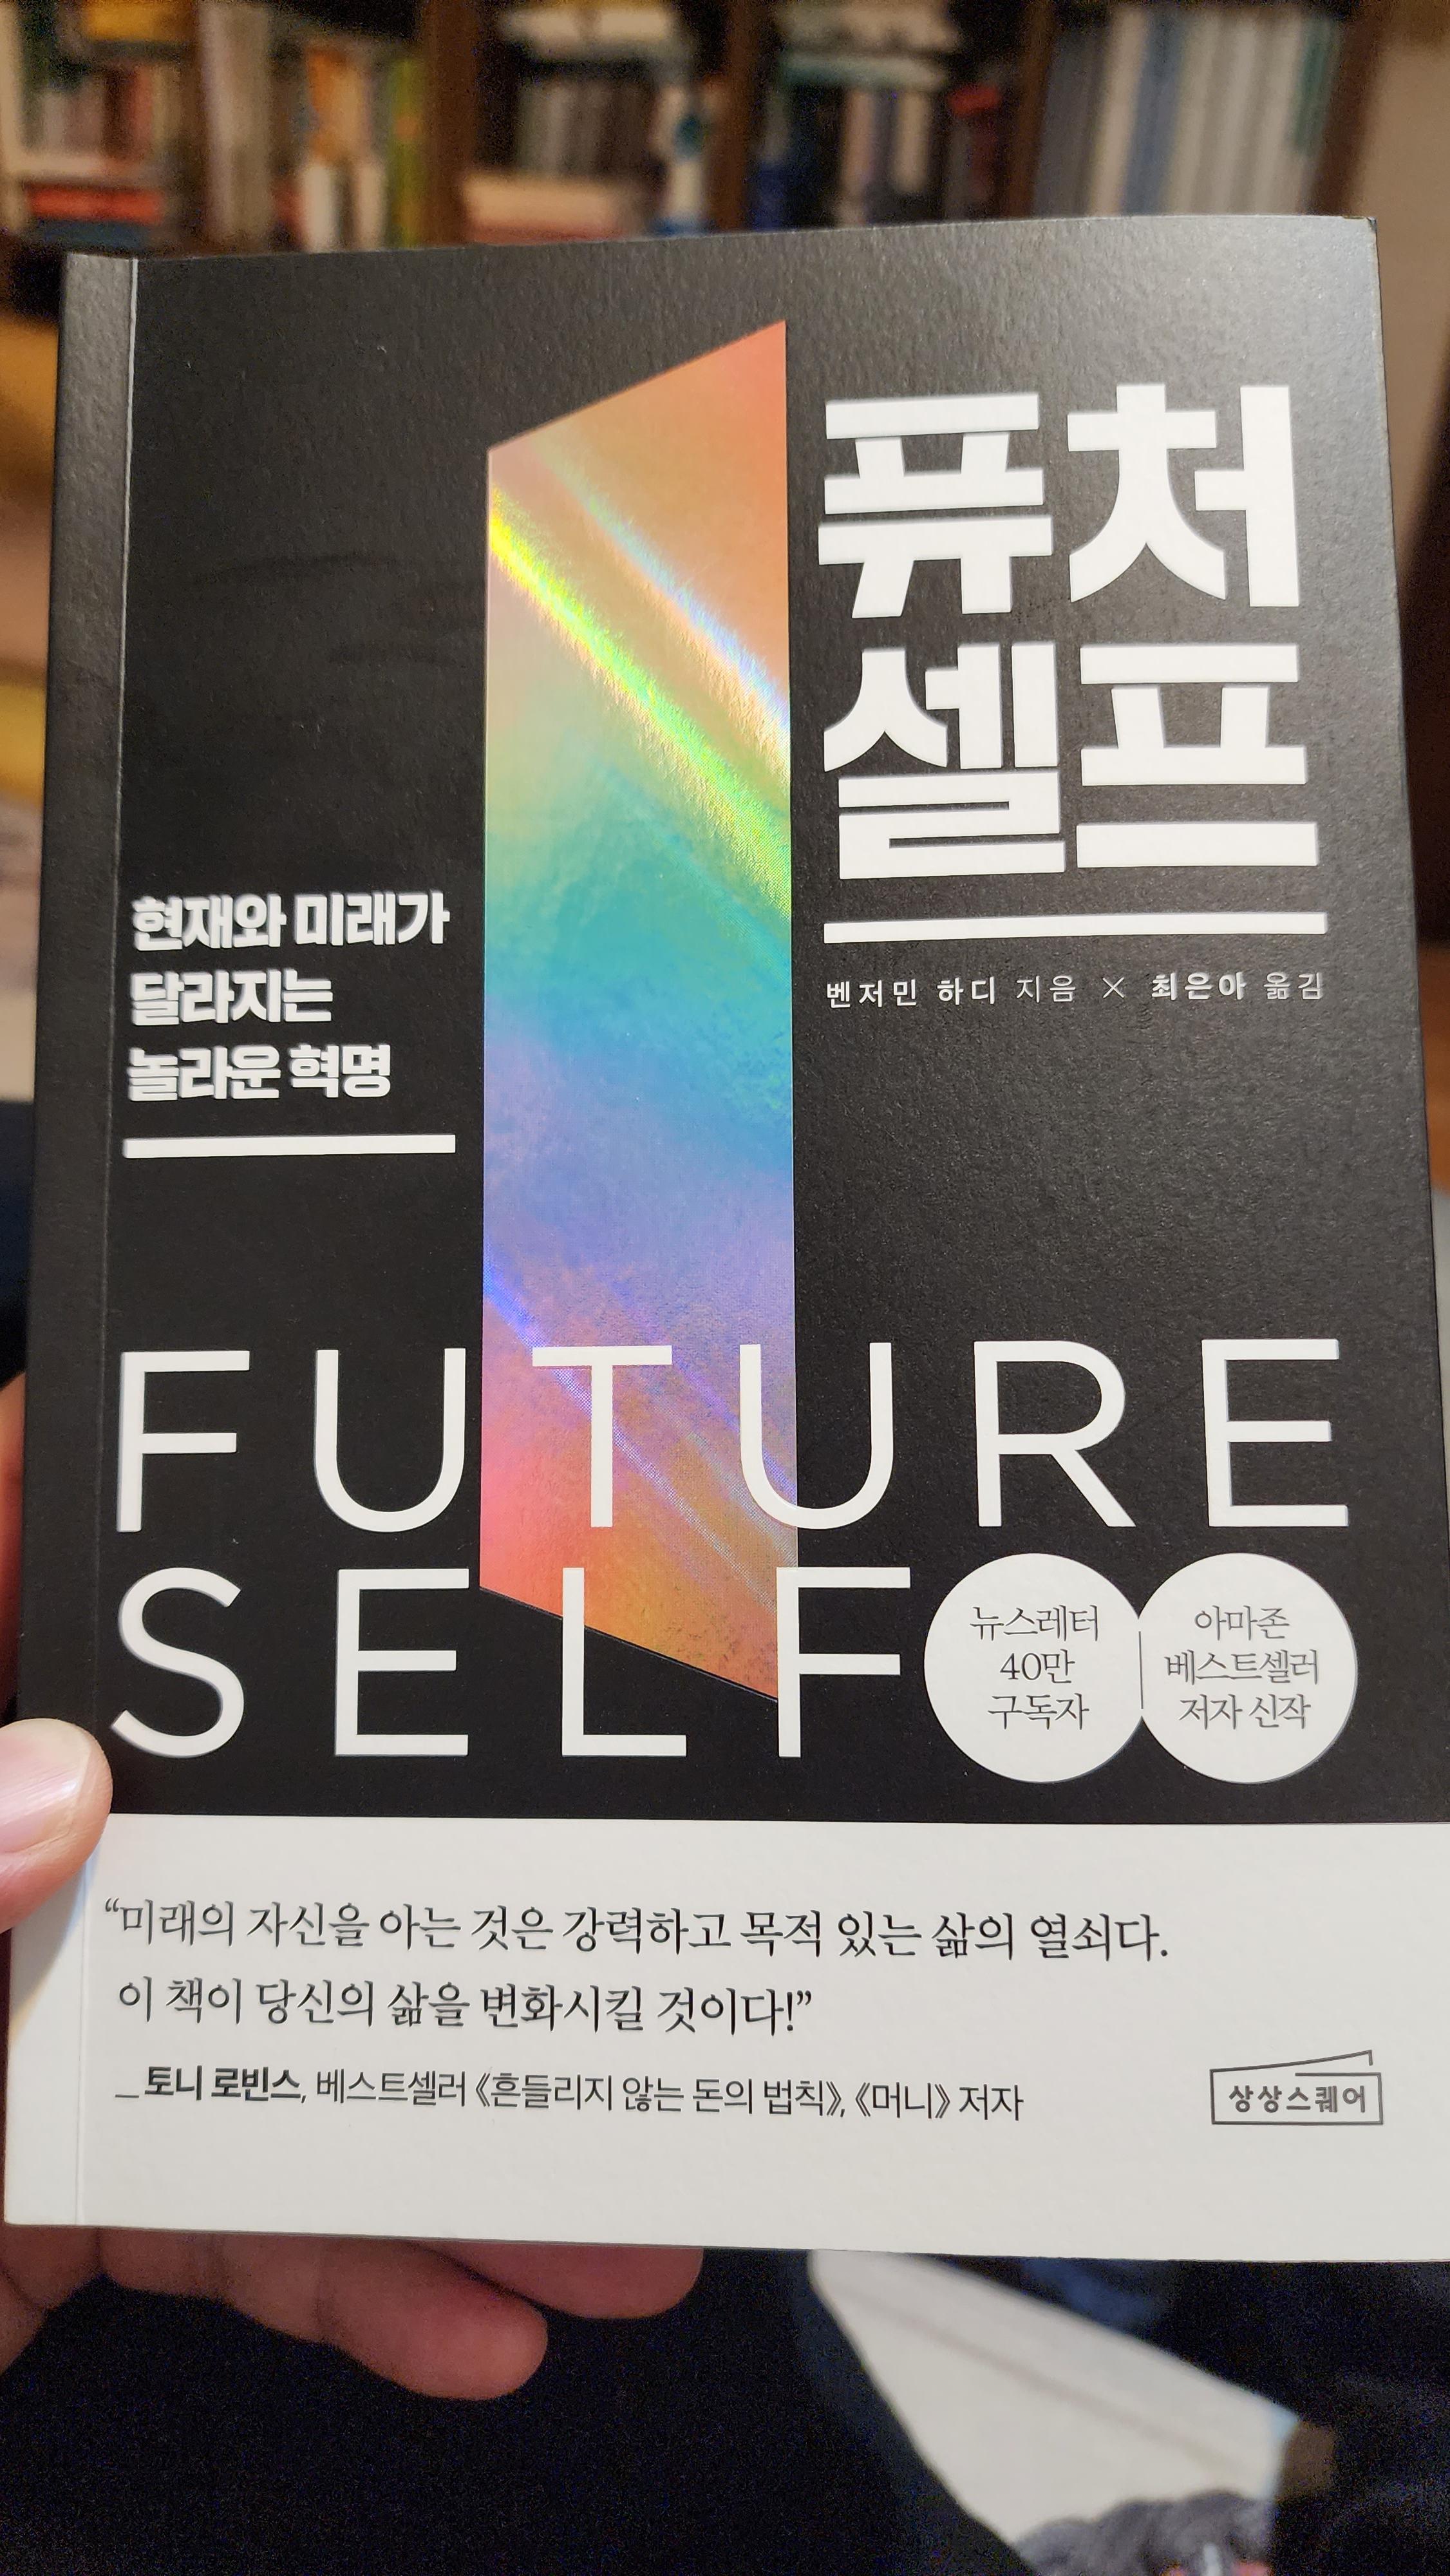 퓨처
셀프
벤저민 하디 지음 × 최은아 옮김
현재와 미래가
달라지는
놀라운 혁명
FUTURE
SELF
뉴스레터
40만
구독자
아마존
베스트셀러
저자 신작
“미래의 자신을 아는 것은 강력하고 목적 있는 삶의 열쇠다.
이 책이 당신의 삶을 변화시킬 것이다!”
_토니 로빈스, 베스트셀러 《흔들리지 않는 돈의 법칙》, 《머니》 저자
상상스퀘어